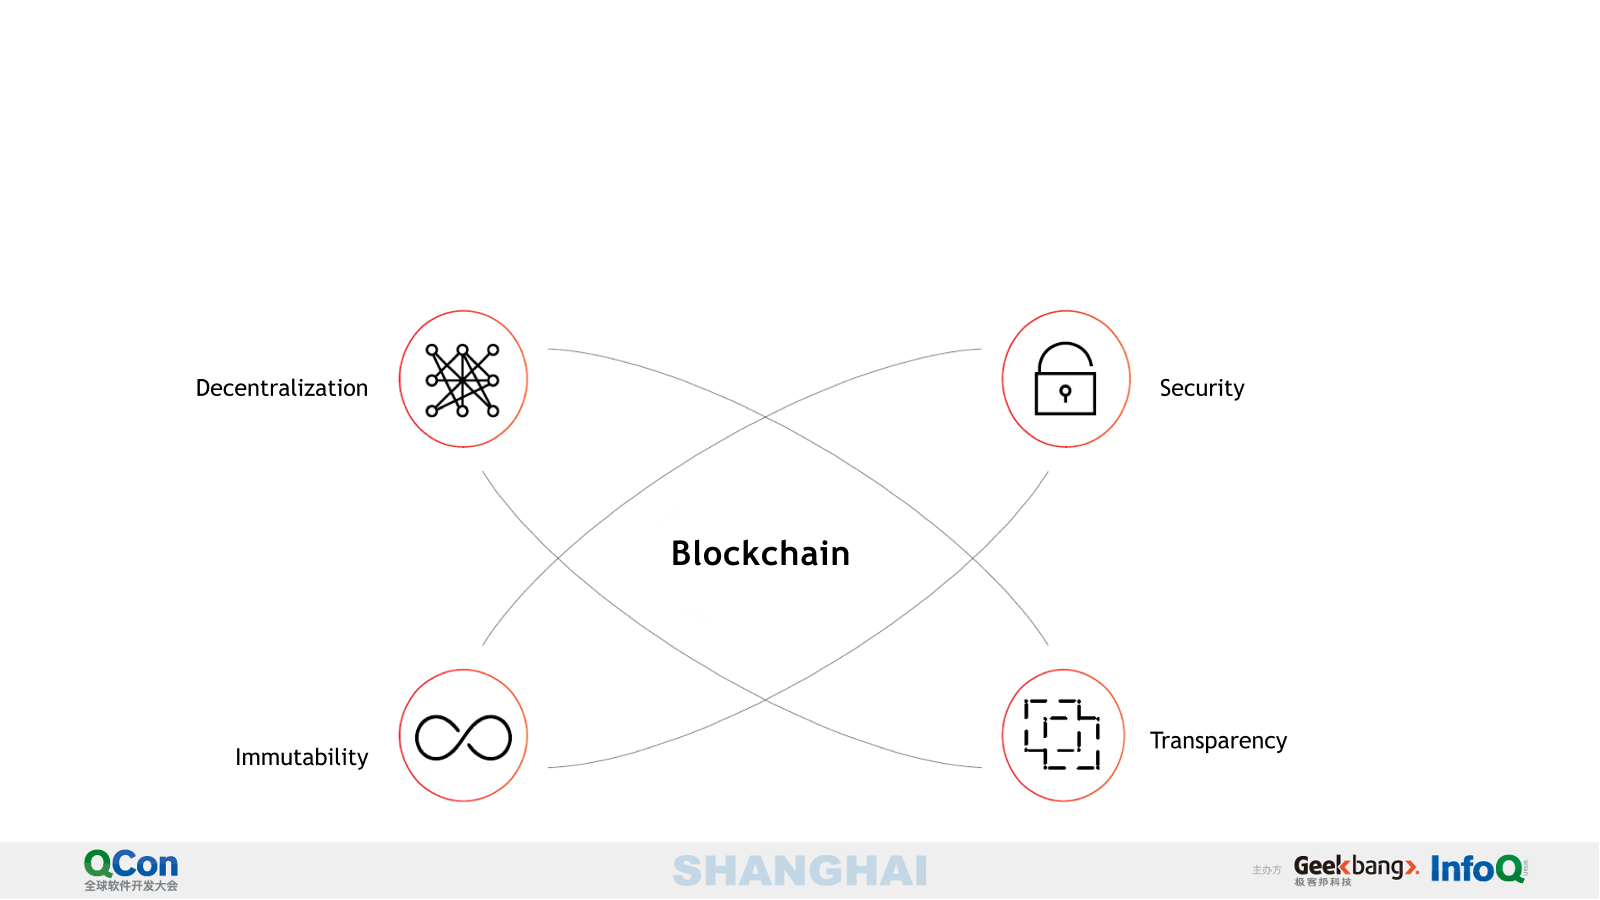 Decentralization
Security
Blockchain
Immutability
Transparency
QCon
全球软件开发大会
SHANGHAI
主办方
Geekbang>.
极客邦科技
InfoQ